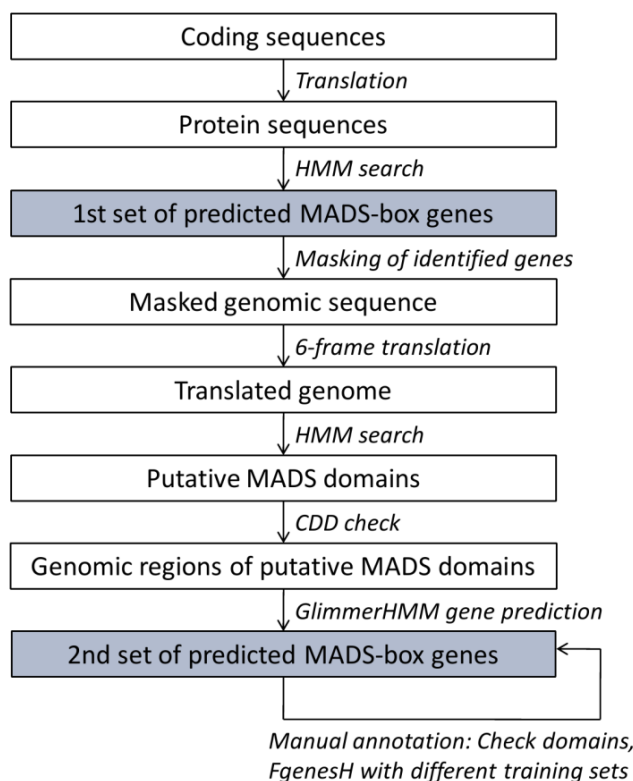 Coding sequences
Translation
Protein sequences
HMM search
1st set of predicted MADS-box genes
Masking of identified genes
Masked genomic sequence
6-frame translation
Translated genome
HMM search
Putative MADS domains
CDD check
Genomic regions of putative MADS domains
GlimmerHMM gene prediction
2nd set of predicted MADS-box genes
Manual annotation: Check domains,
FgenesH with different training sets